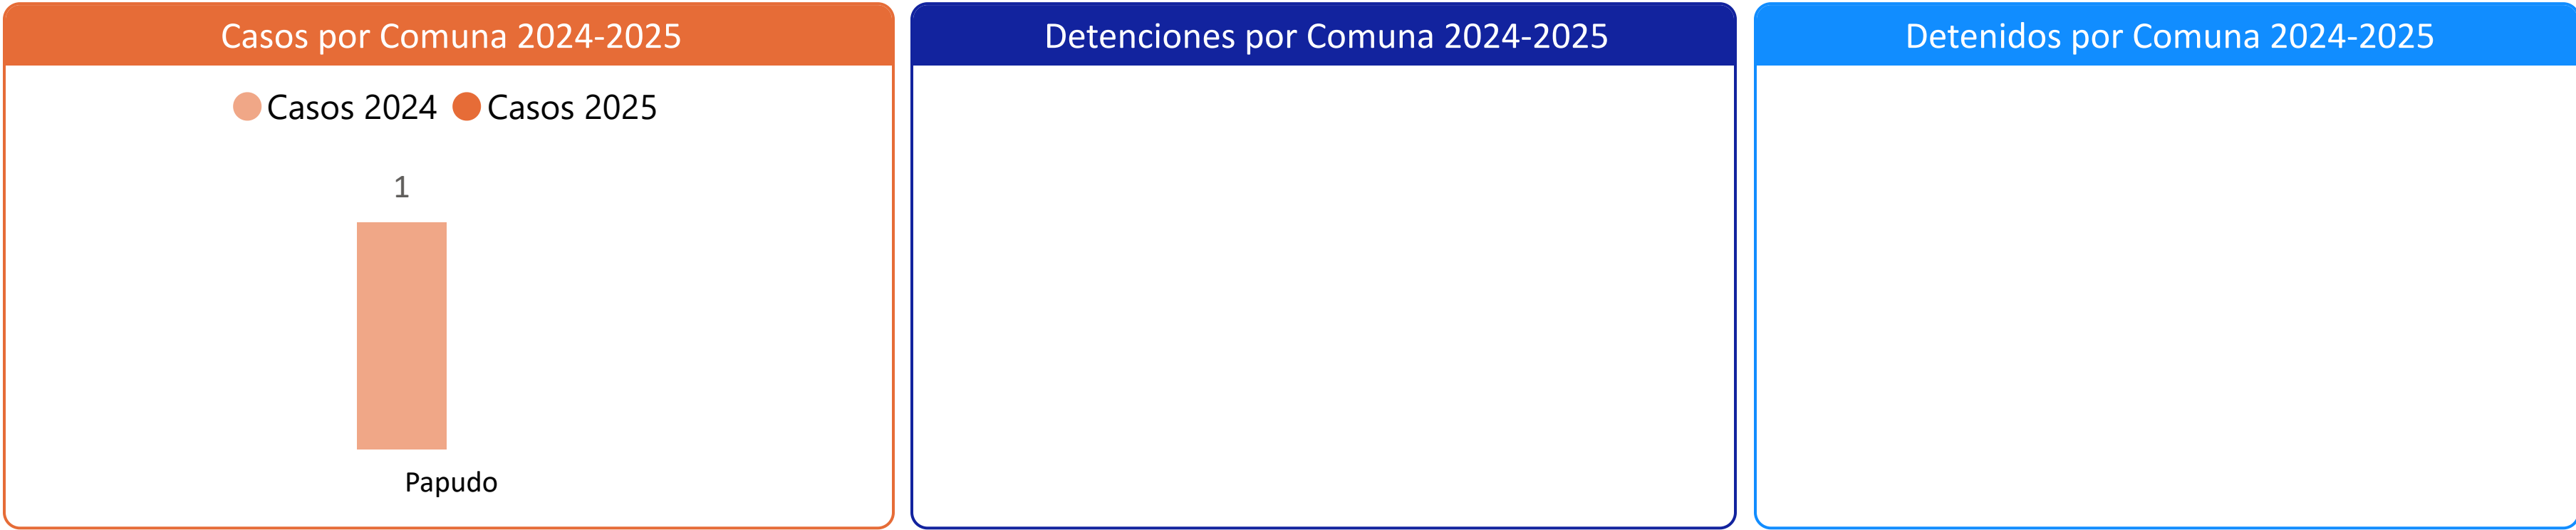 Casos por Comuna 2024-2025
Casos 2024 Casos 2025
1
Papudo
Detenciones por Comuna 2024-2025
Detenidos por Comuna 2024-2025